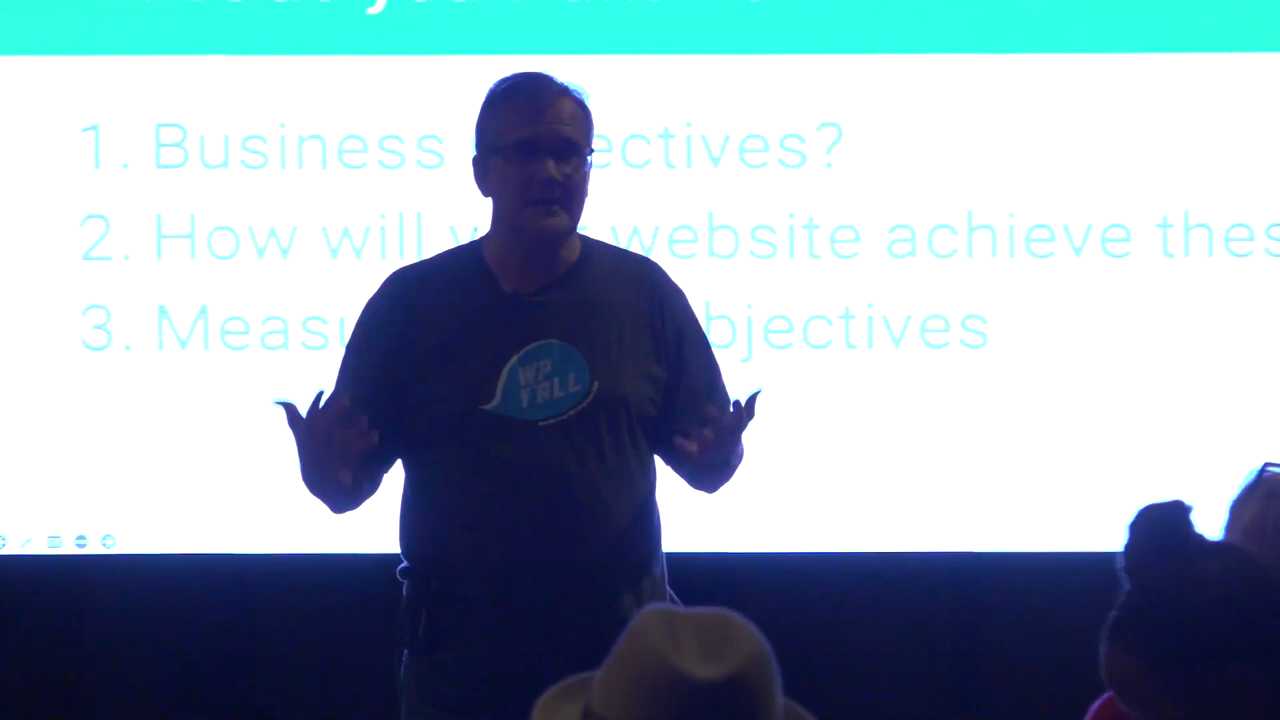 1. Business ectives?
2. How will website achieve thes
3. Measu bjectives
WP
Y'ALL